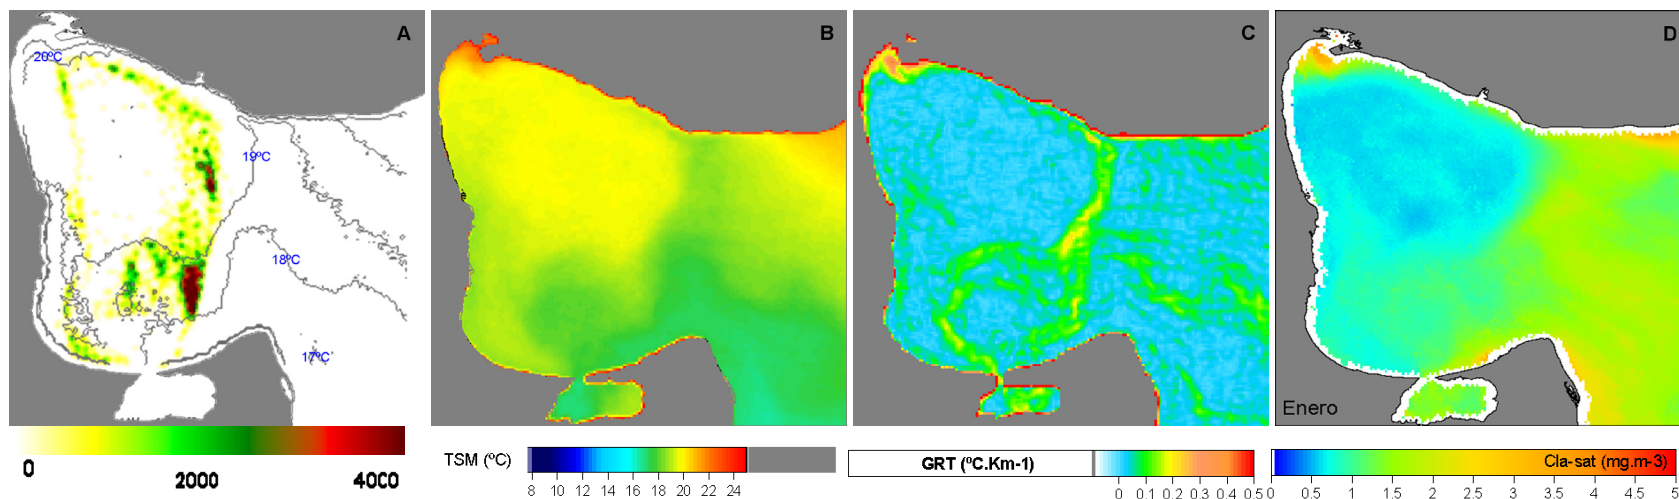 A
B
C
D
20ºC
19ºC
18ºC
17ºC
Enero
0 2000 4000
TSM (ºC)
8 10 12 14 16 18 20 22 24
GRT (ºC.Km-1)
0 0.1 0.2 0.3 0.4 0.5
Cla-sat (mg.m-3)
0 0.5 1 1.5 2 2.5 3 3.5 4 4.5 5